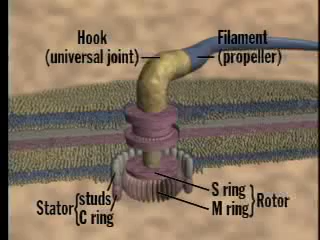 Hook
(universal joint)
Filament
(propeller)
Stator{studs
C ring
S ring
M ring}Rotor